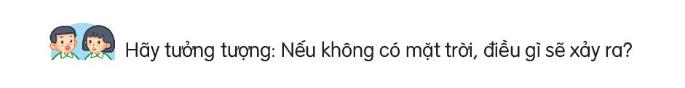 Hãy tưởng tượng: Nếu không có mặt trời, điều gì sẽ xảy ra?